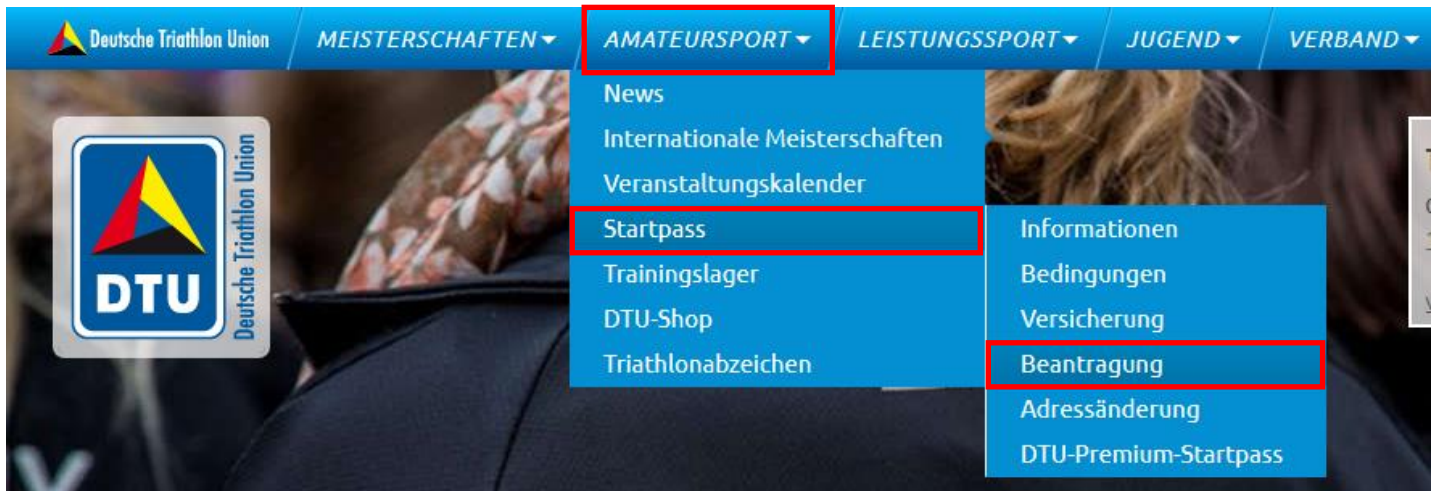 Deutsche Triathlon Union MEISTERSCHAFTEN AMATEURSPORT LEISTUNGSSPORT JUGEND VERBAND
News
Internationale Meisterschaften
Veranstaltungskalender
Startpass
Trainingslager
DTU-Shop
Triathlonabzeichen
Informationen
Bedingungen
Versicherung
Beantragung
Adressänderung
DTU-Premium-Startpass
DTU
Deutsche Triathlon Union